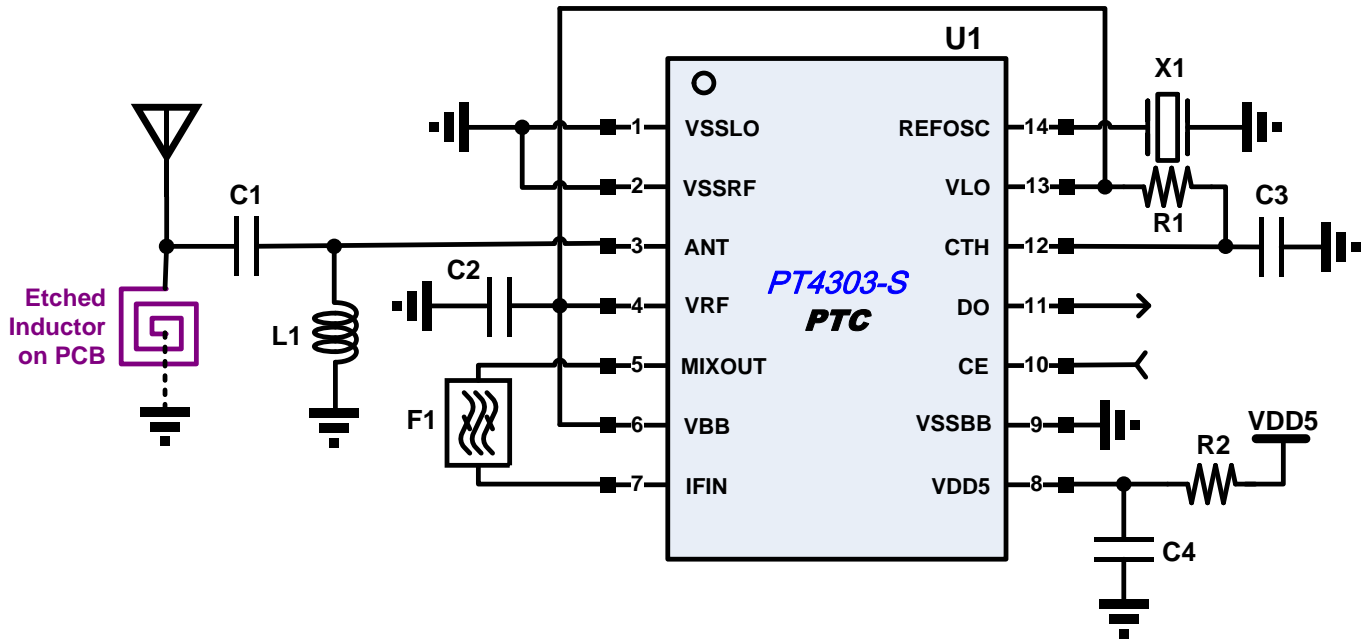 U1
X1
1
VSSLO
REFOSC
14
2
VSSRF
VLO
13
C1
R1
C3
3
ANT
CTH
12
C2
PT4303-S
PTC
Etched
Inductor
on PCB
4
VRF
DO
11
L1
5
MIXOUT
CE
10
F1
6
VBB
VSSBB
9
VDD5
R2
7
IFIN
VDD5
8
C4